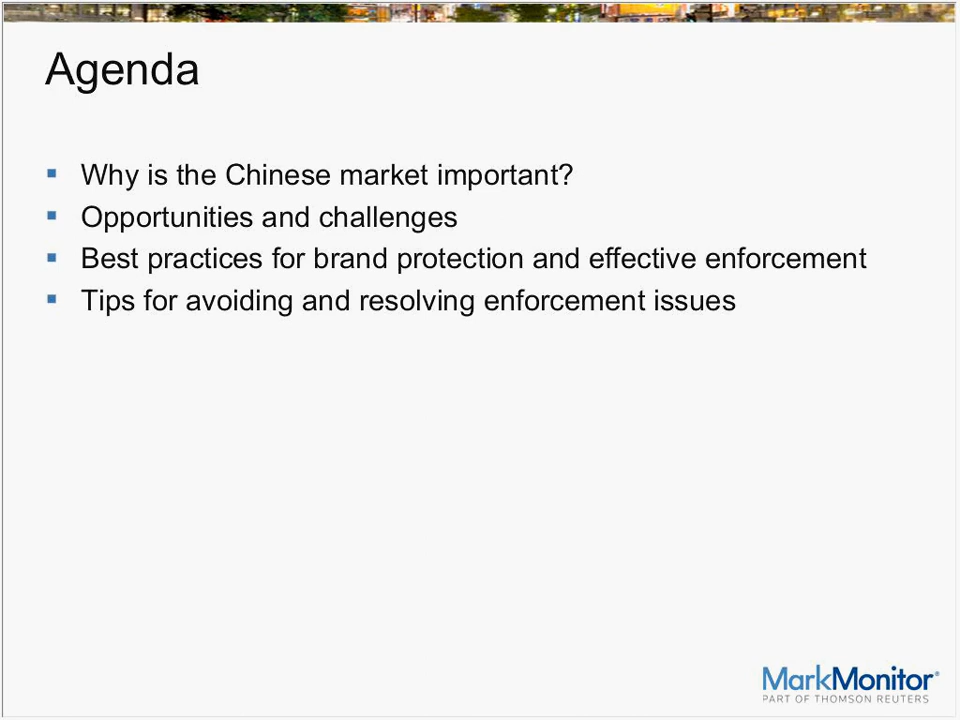 Agenda
Why is the Chinese market important?
Opportunities and challenges
Best practices for brand protection and effective enforcement
Tips for avoiding and resolving enforcement issues
MarkMonitor®
PART OF THOMSON REUTERS